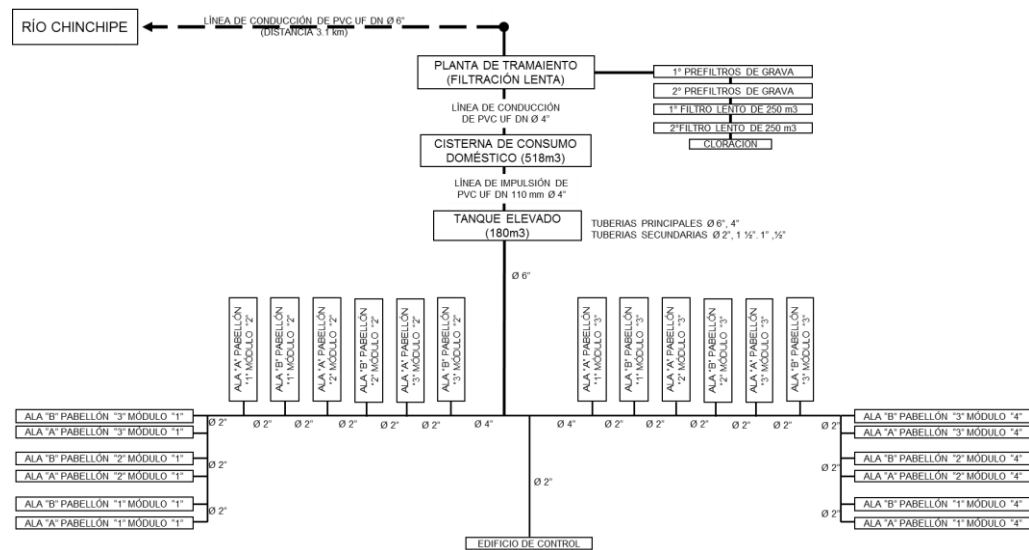 RÍO CHINCHIPE
LÍNEA DE CONDUCCIÓN DE PVC UF DN Ø 6"
(DISTANCIA 3.1 km)
PLANTA DE TRAMAIENTO
(FILTRACIÓN LENTA)
1° PREFILTROS DE GRAVA
2° PREFILTROS DE GRAVA
1° FILTRO LENTO DE 250 m3
2°FILTRO LENTO DE 250 m3
CLORACION
LÍNEA DE CONDUCCIÓN
DE PVC UF DN Ø 4"
CISTERNA DE CONSUMO
DOMÉSTICO (518m3)
LÍNEA DE IMPULSIÓN DE
PVC UF DN 110 mm Ø 4"
TANQUE ELEVADO
(180m3)
TUBERIAS PRINCIPALES Ø 6", 4"
TUBERIAS SECUNDARIAS Ø 2", 1 ½". 1" ,½"
Ø 6"
ALA "A" PABELLÓN
"1" MÓDULO "2"
ALA "B" PABELLÓN
"1" MÓDULO "2"
ALA "A" PABELLÓN
"2" MÓDULO "2"
ALA "B" PABELLÓN
"2" MÓDULO "2"
ALA "A" PABELLÓN
"3" MÓDULO "2"
ALA "B" PABELLÓN
"3" MÓDULO "2"
ALA "A" PABELLÓN
"1" MÓDULO "3"
ALA "B" PABELLÓN
"1" MÓDULO "3"
ALA "A" PABELLÓN
"2" MÓDULO "3"
ALA "B" PABELLÓN
"2" MÓDULO "3"
ALA "A" PABELLÓN
"3" MÓDULO "3"
ALA "B" PABELLÓN
"3" MÓDULO "3"
ALA "B" PABELLÓN "3" MÓDULO "1"
ALA "A" PABELLÓN "3" MÓDULO "1"
ALA "B" PABELLÓN "2" MÓDULO "1"
ALA "A" PABELLÓN "2" MÓDULO "1"
ALA "B" PABELLÓN "1" MÓDULO "1"
ALA "A" PABELLÓN "1" MÓDULO "1"
Ø 2"
Ø 2"
Ø 2"
Ø 2"
Ø 2"
Ø 2"
Ø 2"
Ø 2"
Ø 4"
Ø 4"
Ø 2"
Ø 2"
Ø 2"
Ø 2"
Ø 2"
Ø 2"
Ø 2"
Ø 2"
Ø 2"
ALA "B" PABELLÓN "3" MÓDULO "4"
ALA "A" PABELLÓN "3" MÓDULO "4"
ALA "B" PABELLÓN "2" MÓDULO "4"
ALA "A" PABELLÓN "2" MÓDULO "4"
ALA "B" PABELLÓN "1" MÓDULO "4"
ALA "A" PABELLÓN "1" MÓDULO "4"
EDIFICIO DE CONTROL